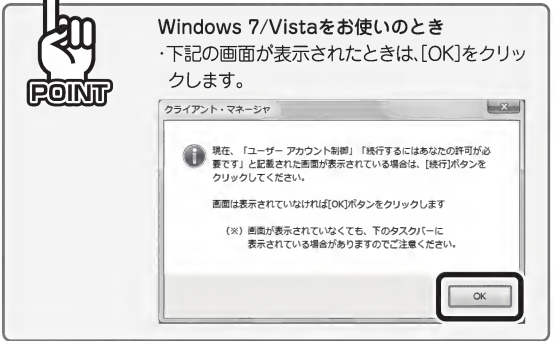 Windows 7/Vistaをお使いのとき
・下記の画面が表示されたときは、[OK]をクリッ
クします。
POINT
クライアント・マネージャ
現在、「ユーザー アカウント制御」「続行するにはあなたの許可が必
要です」と記載された画面が表示されている場合は、[続行]ボタンを
クリックしてください。
画面は表示されていなければ[OK]ボタンをクリックします
(※) 画面が表示されていなくても、下のタスクバーに
表示されている場合がありますのでご注意ください。
OK